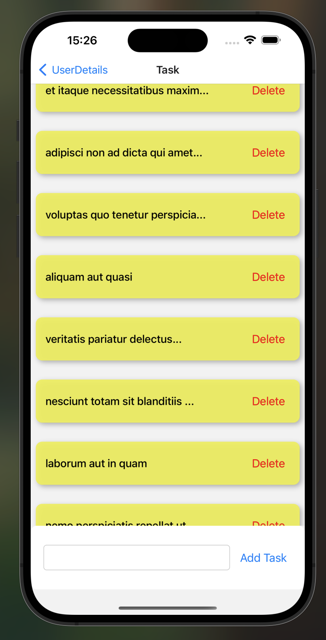 15:26
UserDetails
Task
et itaque necessitatibus maxim...
Delete
adipisci non ad dicta qui amet...
Delete
voluptas quo tenetur perspicia...
Delete
aliquam aut quasi
Delete
veritatis pariatur delectus...
Delete
nesciunt totam sit blanditiis ...
Delete
laborum aut in quam
Delete
nemo perspiciatis repellat ut
Delete
Add Task